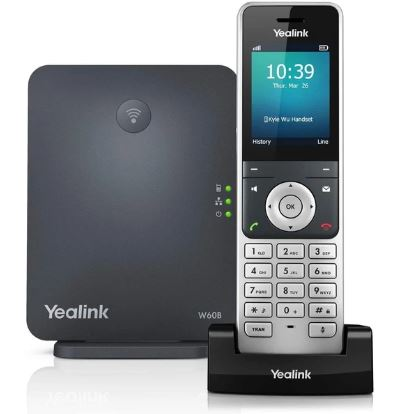 Yealink
10:39
Thur. Mar 26
Kyle Wu Handset
History
Line
OK
1
2 ABC
3 DEF
4 GHI
5 JKL
6 MNO
7 PQRS
8 TUV
9 WXYZ
* 
0
#
TRAN
Yealink
W60B
Yealink